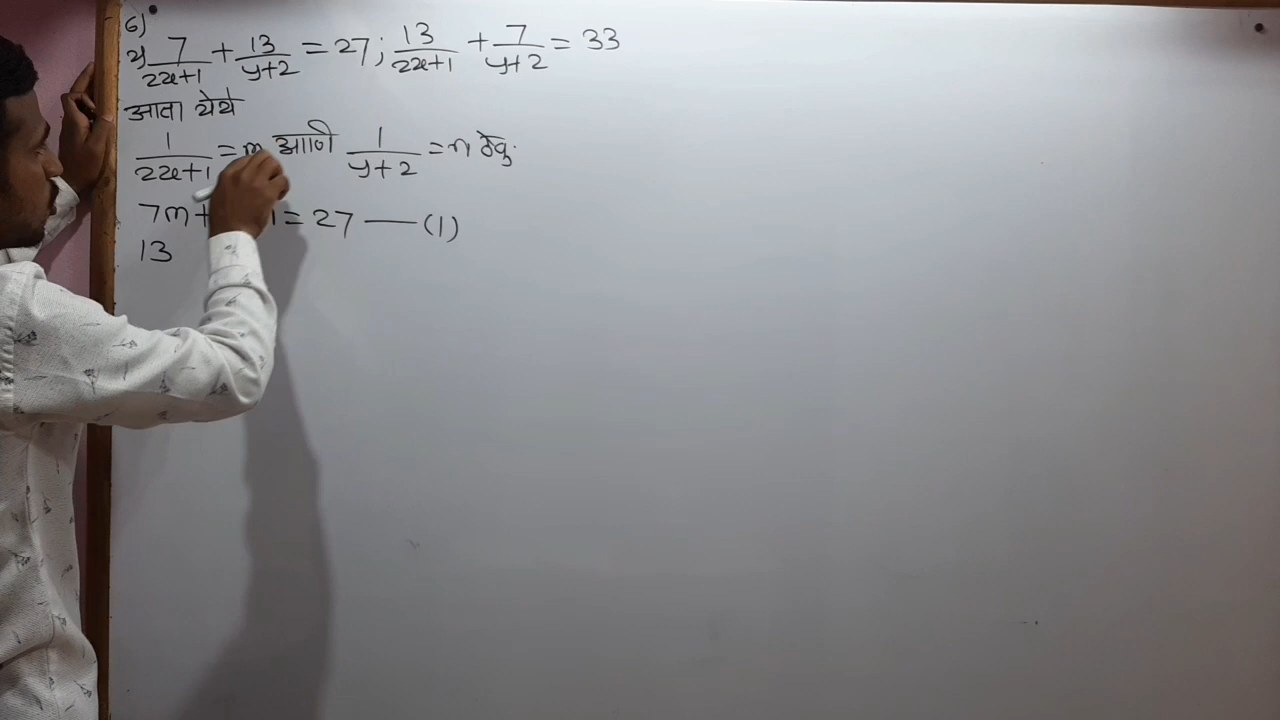 6)
२) 7/(2x+1) + 13/(y+2) = 27; 13/(2x+1) + 7/(y+2) = 33
आता येथे
1/(2x+1) = m आणि 1/(y+2) = n ठेवु.
7m+ = 27 — (1)
13